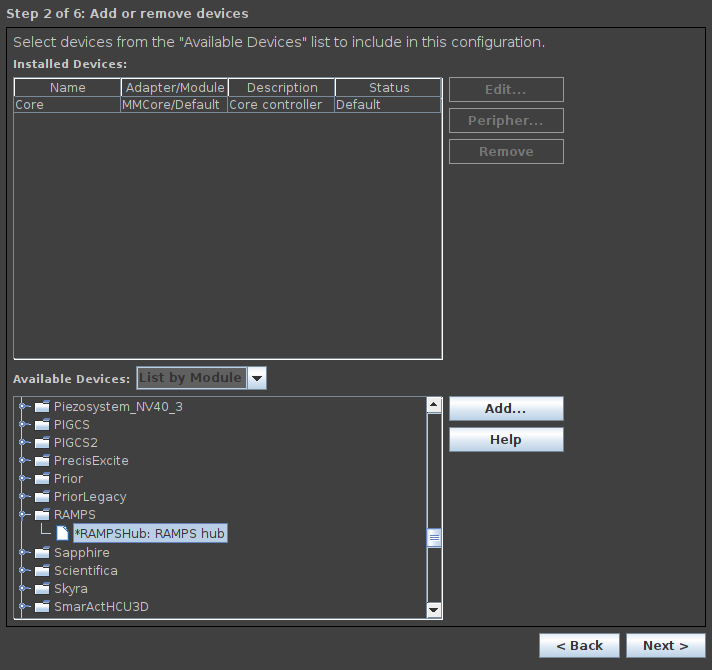 Step 2 of 6: Add or remove devices
Select devices from the "Available Devices" list to include in this configuration.
Installed Devices:
Name Adapter/Module Description Status
Core MMCore/Default Core controller Default
Edit...
Peripher...
Remove
Available Devices: List by Module
Piezosystem_NV40_3
PIGCS
PIGCS2
PrecisExcite
Prior
PriorLegacy
RAMPS
*RAMPSHub: RAMPS hub
Sapphire
Scientifica
Skyra
SmarActHCU3D
Add...
Help
< Back Next >